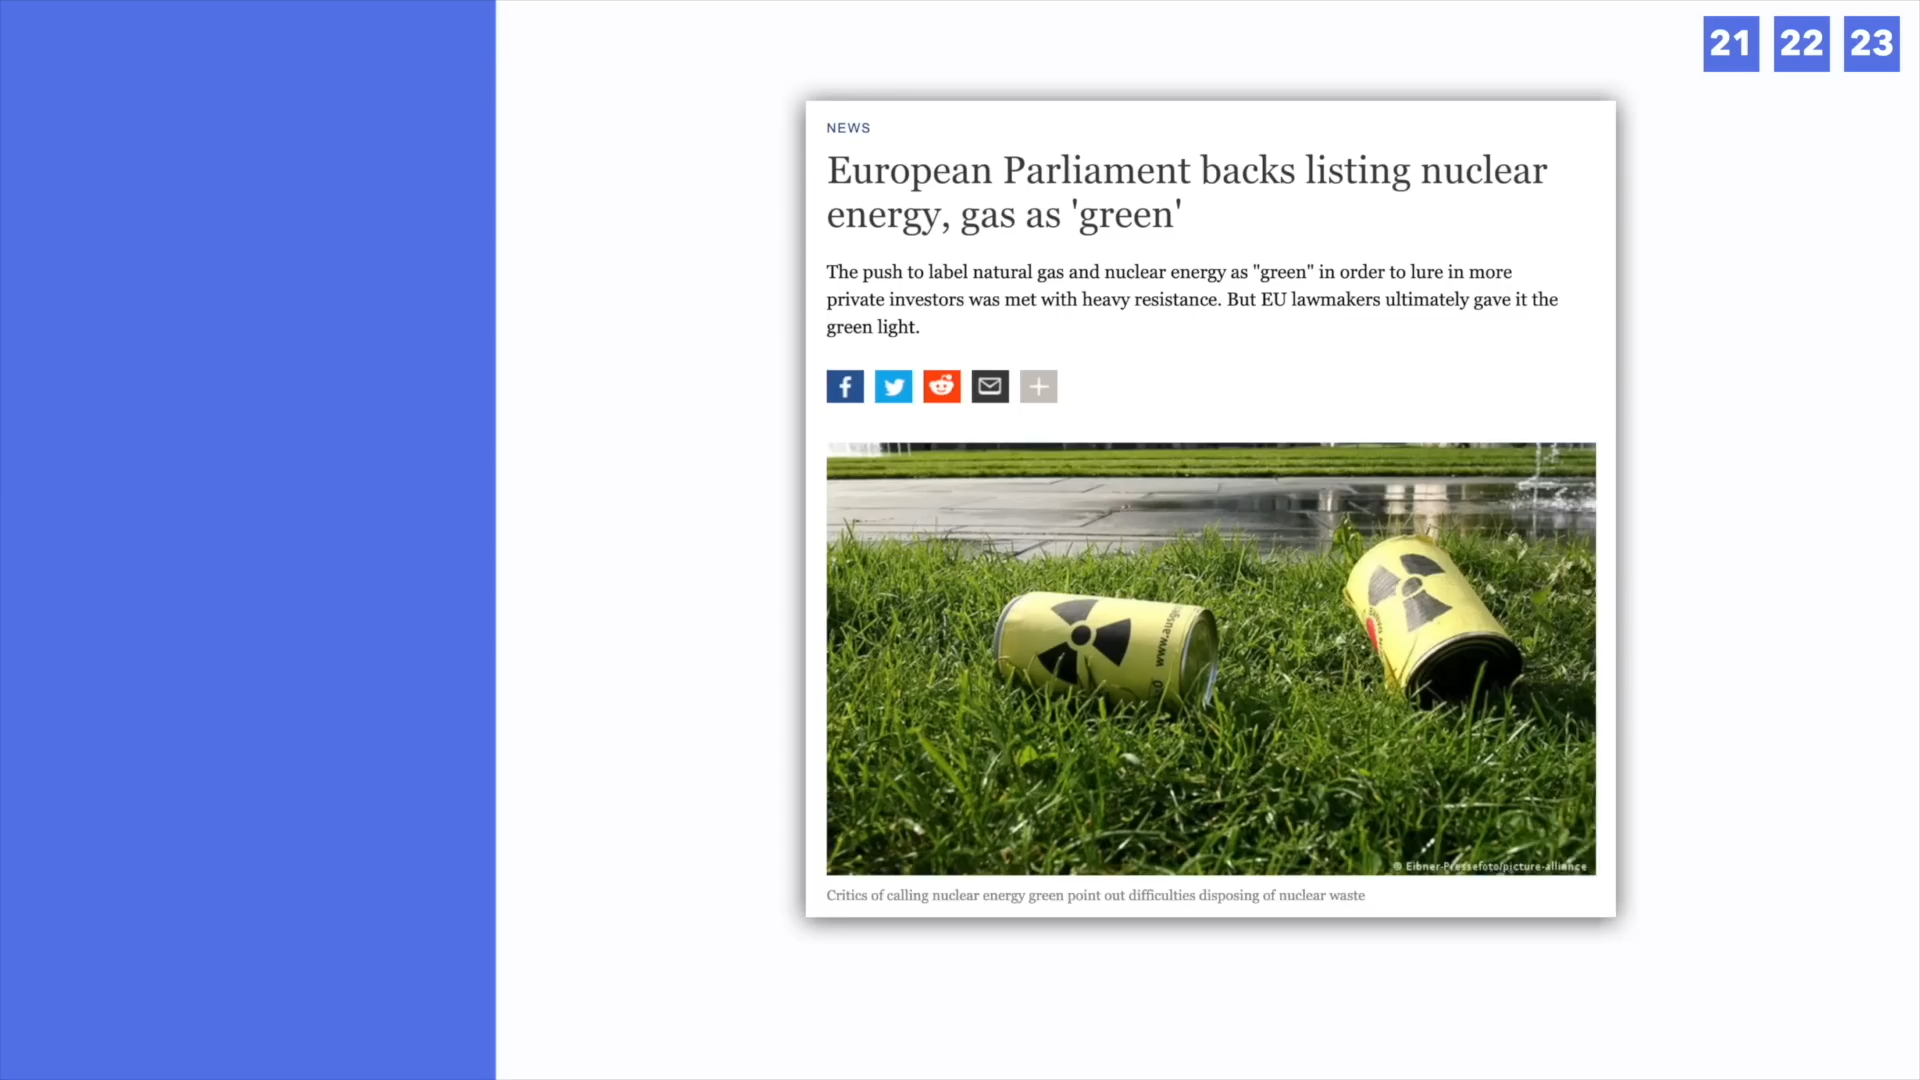 21 22 23
NEWS
European Parliament backs listing nuclear
energy, gas as 'green'
The push to label natural gas and nuclear energy as "green" in order to lure in more
private investors was met with heavy resistance. But EU lawmakers ultimately gave it the
green light.
www.ausg
© Eibner-Pressefoto/picture-alliance
Critics of calling nuclear energy green point out difficulties disposing of nuclear waste